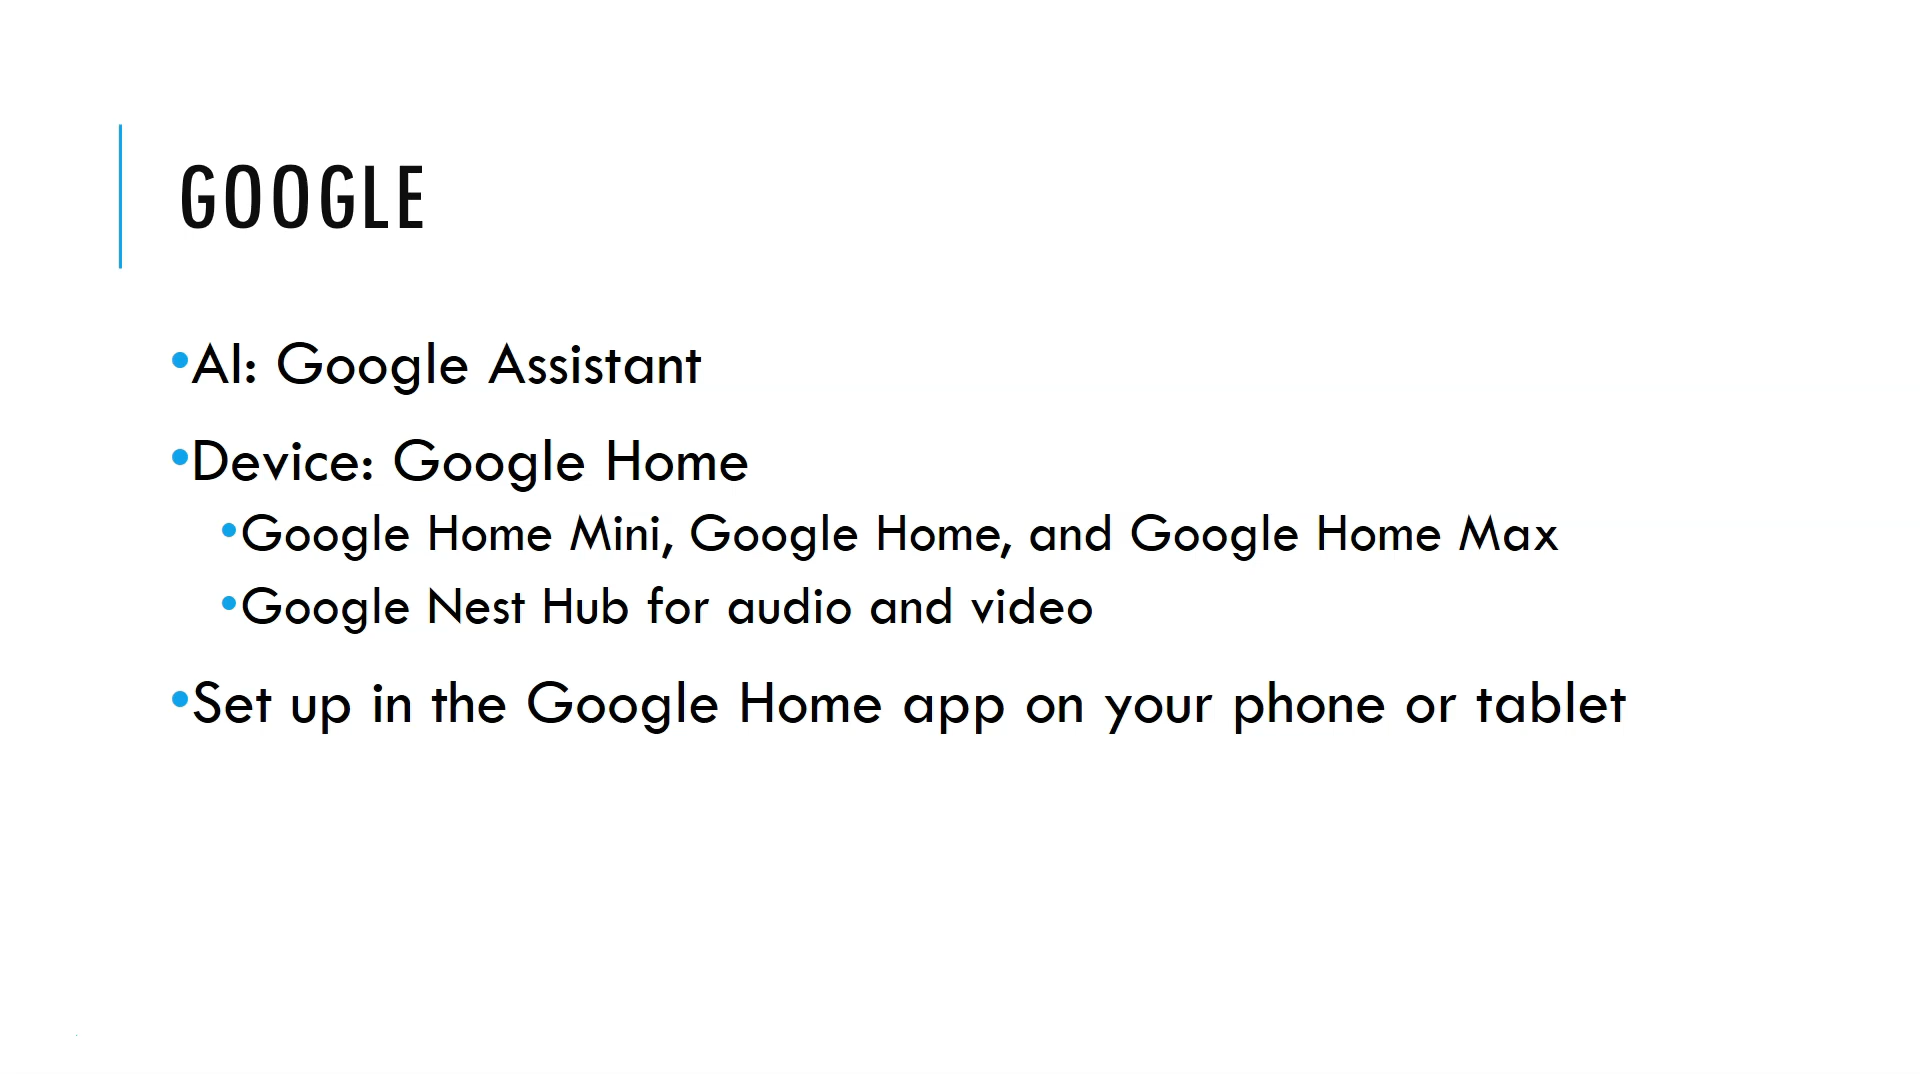 GOOGLE
•AI: Google Assistant
•Device: Google Home
•Google Home Mini, Google Home, and Google Home Max
•Google Nest Hub for audio and video
•Set up in the Google Home app on your phone or tablet